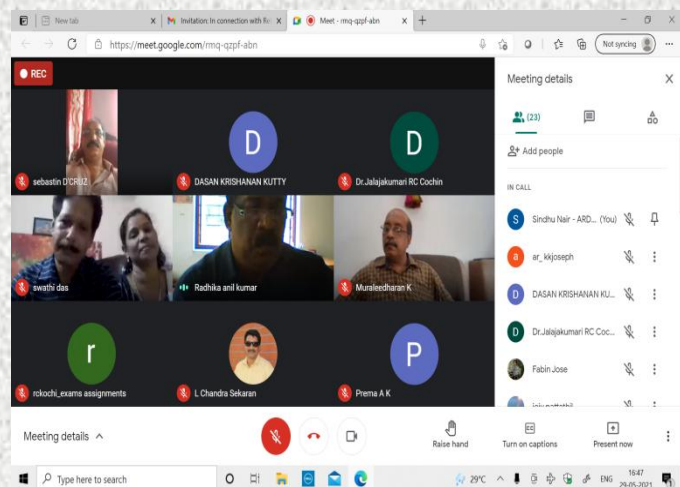 New tab
Invitation: In connection with Re
Meet - rmq-qzpf-abn
https://meet.google.com/rmq-qzpf-abn
Not syncing
REC
sebastin D'CRUZ
D
DASAN KRISHANAN KUTTY
D
Dr.Jalajakumari RC Cochin
swathi das
Radhika anil kumar
Muraleedharan K
r
rckochi_exams assignments
L Chandra Sekaran
P
Prema A K
Meeting details
(23)
Add people
IN CALL
S Sindhu Nair - ARD... (You)
a ar_kkjoseph
D DASAN KRISHANAN KU...
D Dr.Jalajakumari RC Coc...
Fabin Jose
Meeting details
Raise hand
Turn on captions
Present now
Type here to search
29°C
ENG
16:47
29-05-2021